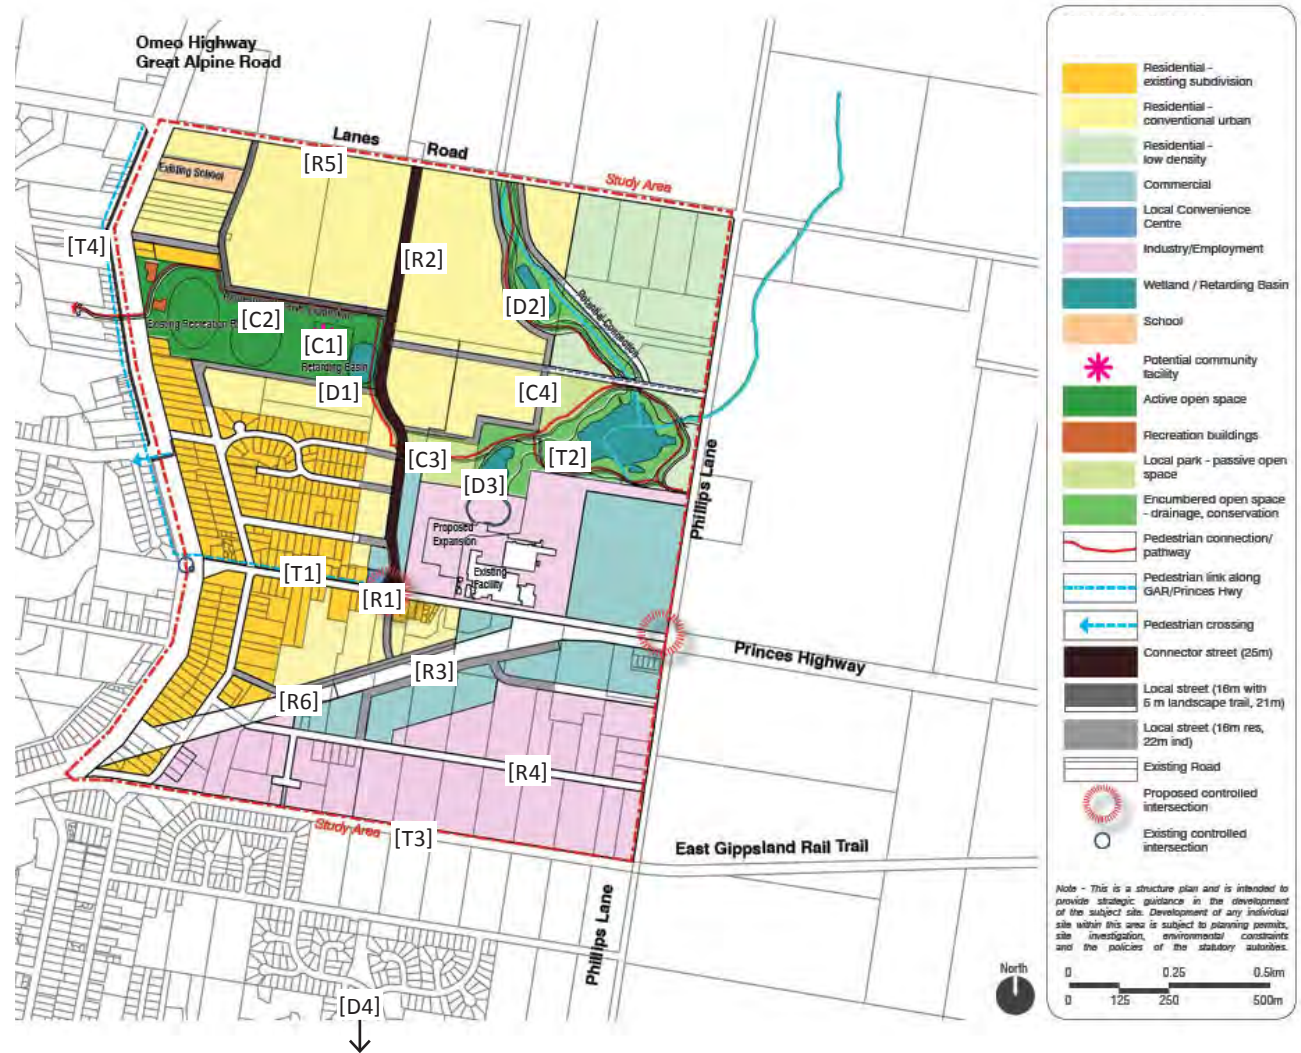 Omeo Highway
Great Alpine Road
Lanes
Road
[R5]
Existing School
Study Area
[T4]
[R2]
[D2]
Potential Connection
[C2]
Existing Recreation R
[C1]
Retarding Basin
[D1]
[C4]
[C3]
[T2]
[D3]
Phillips Lane
Proposed
Expansion
Existing
Facility
[T1]
[R1]
Princes Highway
[R3]
[R6]
[R4]
Study Area
[T3]
East Gippsland Rail Trail
Phillips Lane
[D4]
North
Residential -
existing subdivision
Residential -
conventional urban
Residential -
low density
Commercial
Local Convenience
Centre
Industry/Employment
Wetland / Retarding Basin
School
Potential community
facility
Active open space
Recreation buildings
Local park - passive open
space
Encumbered open space
- drainage, conservation
Pedestrian connection/
pathway
Pedestrian link along
GAR/Princes Hwy
Pedestrian crossing
Connector street (25m)
Local street (16m with
5 m landscape trail, 21m)
Local street (16m res,
22m ind)
Existing Road
Proposed controlled
intersection
Existing controlled
intersection
Note - This is a structure plan and is intended to
provide strategic guidance in the development
of the subject site. Development of any individual
site within this area is subject to planning permits,
site investigation, environmental constraints
and the policies of the statutory autorities.
0 0.25 0.5km
0 125 250 500m